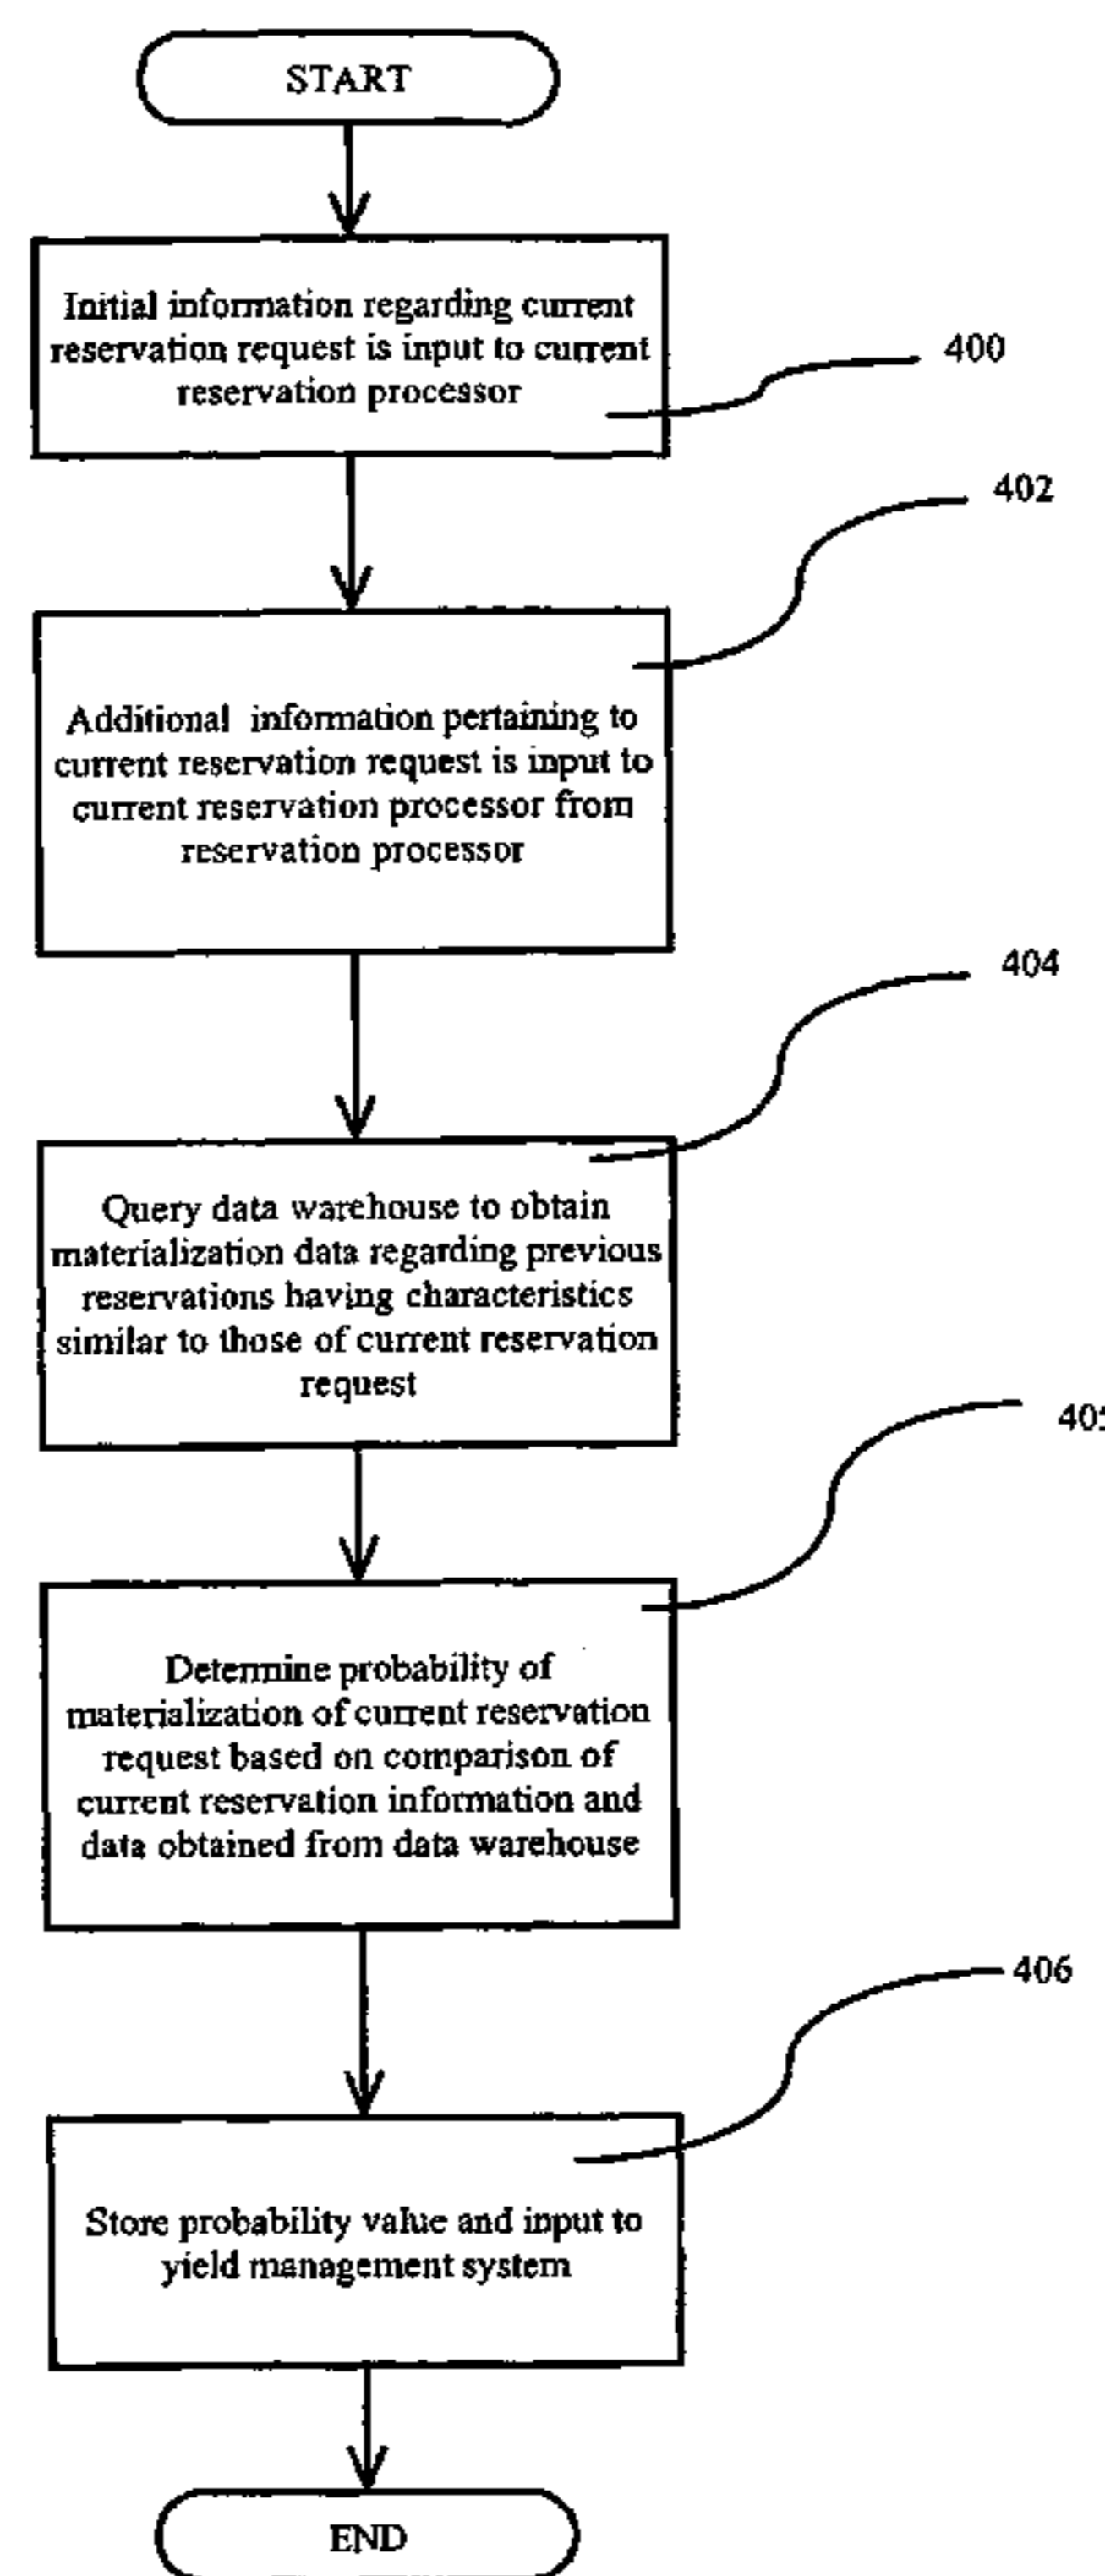 START
Initial information regarding current
reservation request is input to current
reservation processor
400
402
Additional information pertaining to
current reservation request is input to
current reservation processor from
reservation processor
404
Query data warehouse to obtain
materialization data regarding previous
reservations having characteristics
similar to those of current reservation
request
405
Determine probability of
materialization of current reservation
request based on comparison of
current reservation information and
data obtained from data warehouse
406
Store probability value and input to
yield management system
END